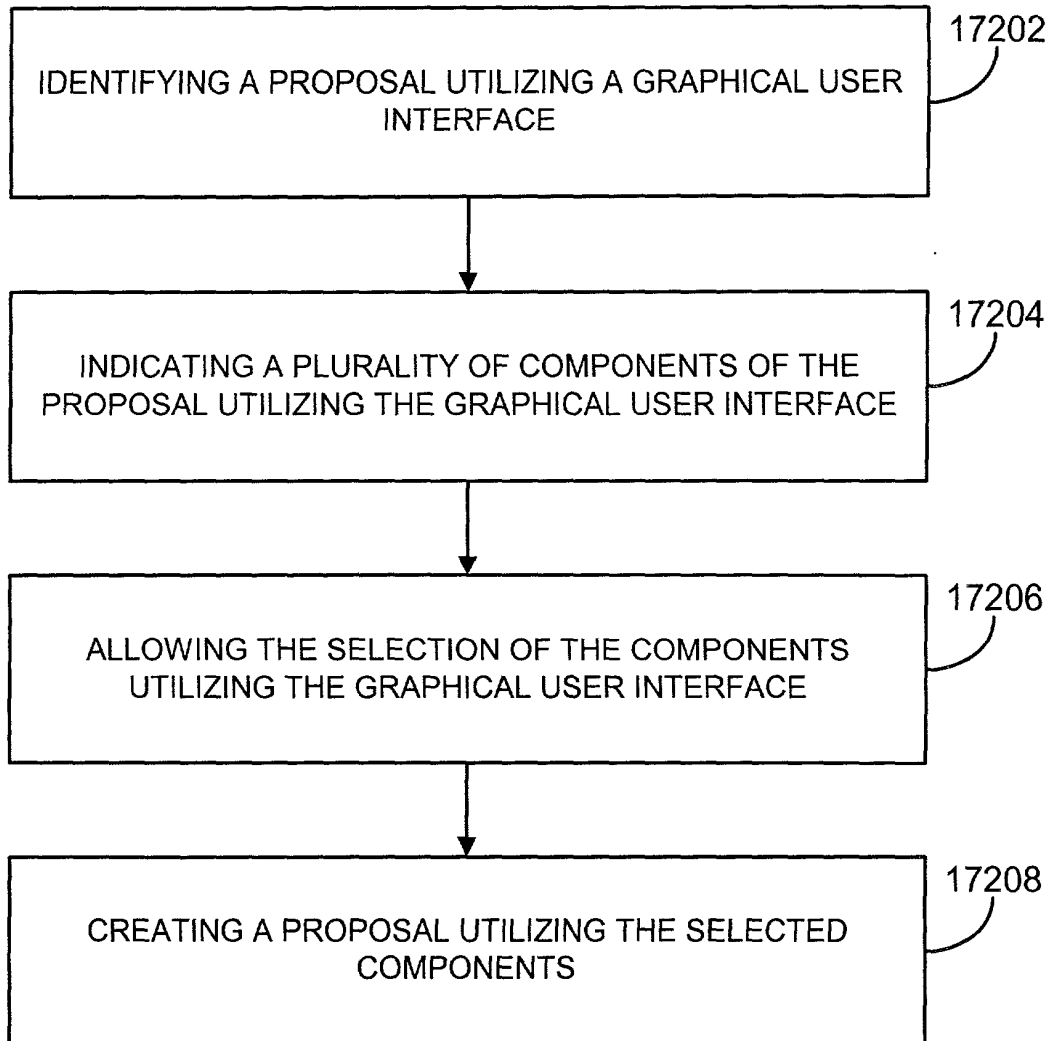 17202
IDENTIFYING A PROPOSAL UTILIZING A GRAPHICAL USER
INTERFACE
17204
INDICATING A PLURALITY OF COMPONENTS OF THE
PROPOSAL UTILIZING THE GRAPHICAL USER INTERFACE
17206
ALLOWING THE SELECTION OF THE COMPONENTS
UTILIZING THE GRAPHICAL USER INTERFACE
17208
CREATING A PROPOSAL UTILIZING THE SELECTED
COMPONENTS